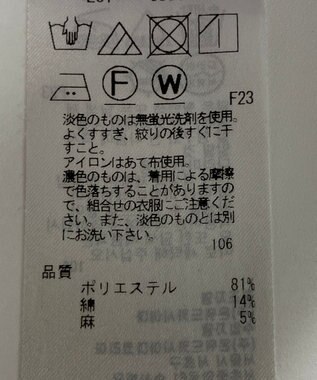 F
W
F23
淡色のものは無蛍光洗剤を使用。
よくすすぎ、絞りの後すぐに干
すこと。
アイロンはあて布使用。
濃色のものは、着用による摩擦
で色落ちすることがありますの
で、組合せの衣服にご注意くださ
い。また、淡色のものとは別
にお洗い下さい。
106
品質
ポリエステル 81%
綿 14%
麻 5%